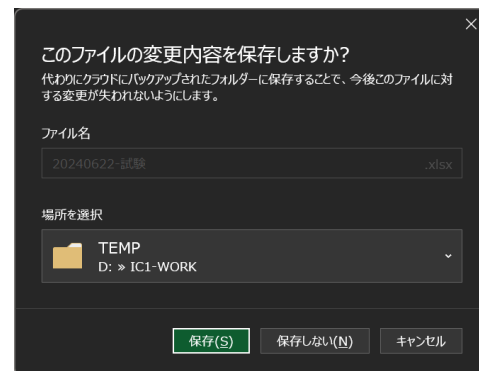 このファイルの変更内容を保存しますか?
代わりにクラウドにバックアップされたフォルダーに保存することで、今後このファイルに対
する変更が失われないようにします。
ファイル名
20240622-試験 .xlsx
場所を選択
TEMP
D: » IC1-WORK
保存(S) 保存しない(N) キャンセル